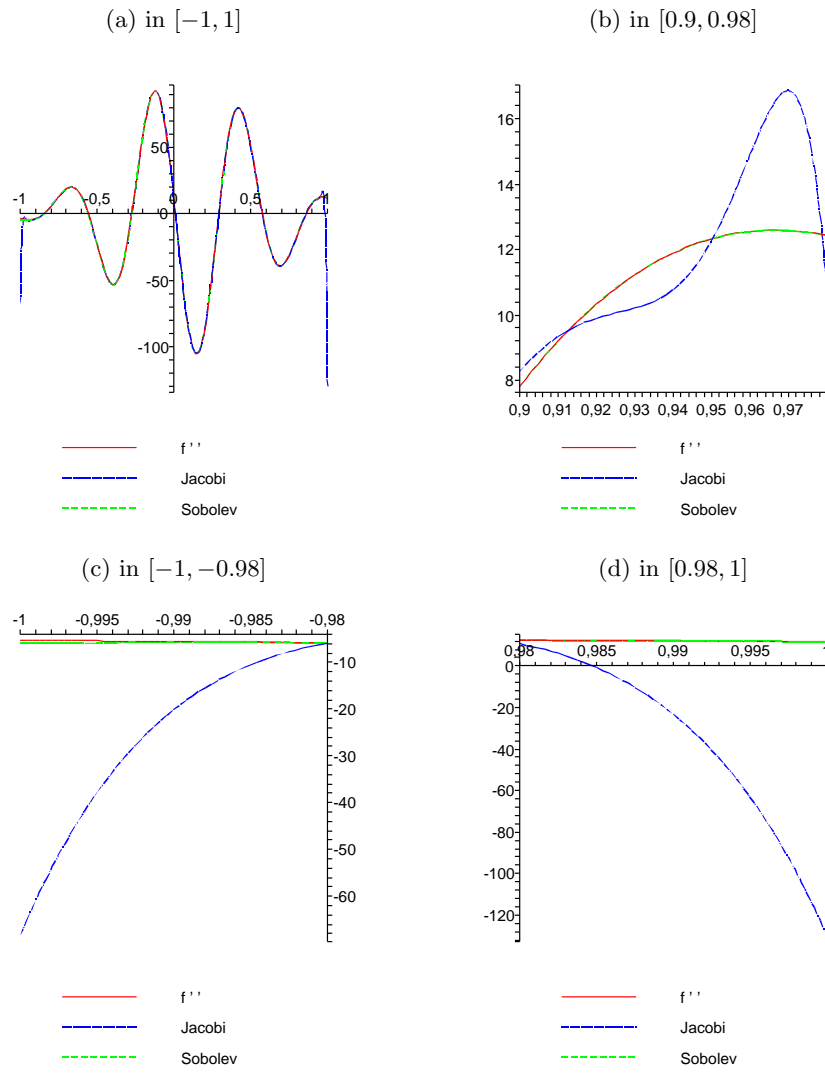 (a) in [−1, 1]
50
-1
-0,5
0
0,5
1
0
-50
-100
f ' '
Jacobi
Sobolev
(b) in [0.9, 0.98]
16
14
12
10
8
0,9
0,91
0,92
0,93
0,94
0,95
0,96
0,97
f ' '
Jacobi
Sobolev
(c) in [−1, −0.98]
-1
-0,995
-0,99
-0,985
-0,98
-10
-20
-30
-40
-50
-60
f ' '
Jacobi
Sobolev
(d) in [0.98, 1]
0,98
0,985
0,99
0,995
0
-20
-40
-60
-80
-100
-120
f ' '
Jacobi
Sobolev